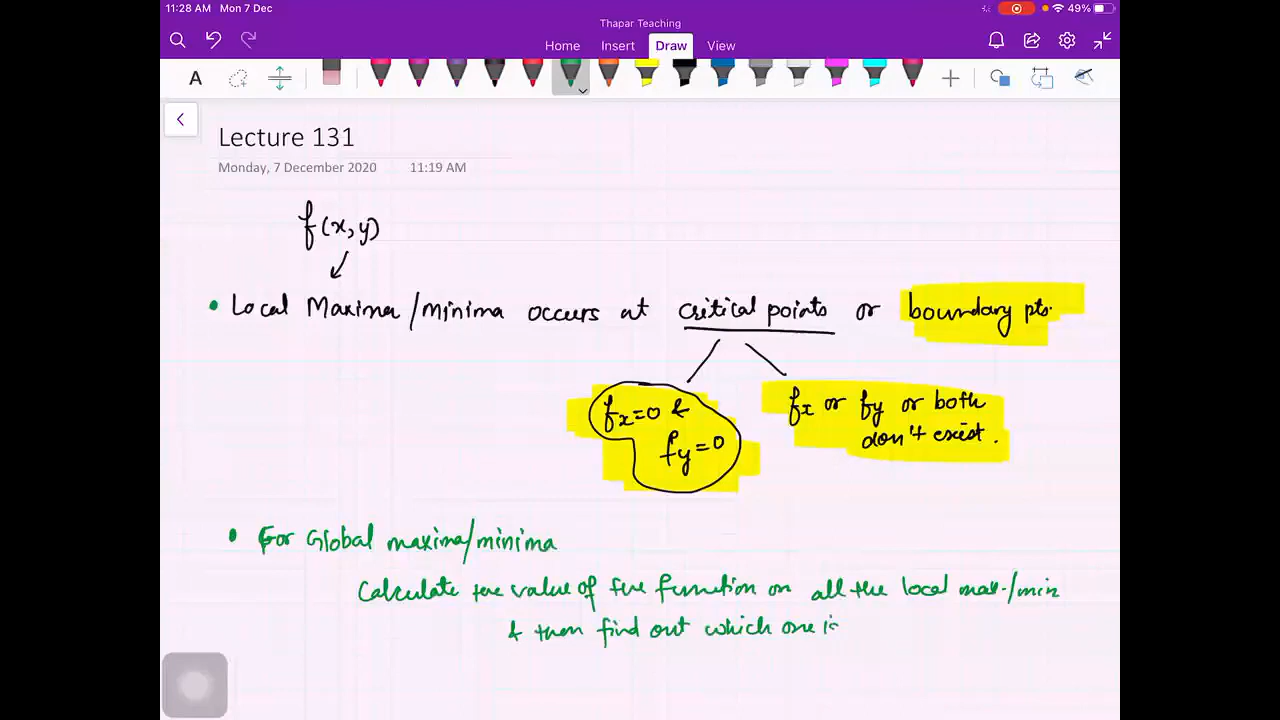 11:28 AM Mon 7 Dec
49%
Thapar Teaching
Home Insert Draw View
A
Lecture 131
Monday, 7 December 2020 11:19 AM
f(x,y)
• Local Maxima/minima occurs at critical points or boundary pts.
fx=0 &
fy=0
fx or fy or both
don't exist.
• For Global maxima/minima
Calculate the value of the function on all the local max./min
& then find out which one is